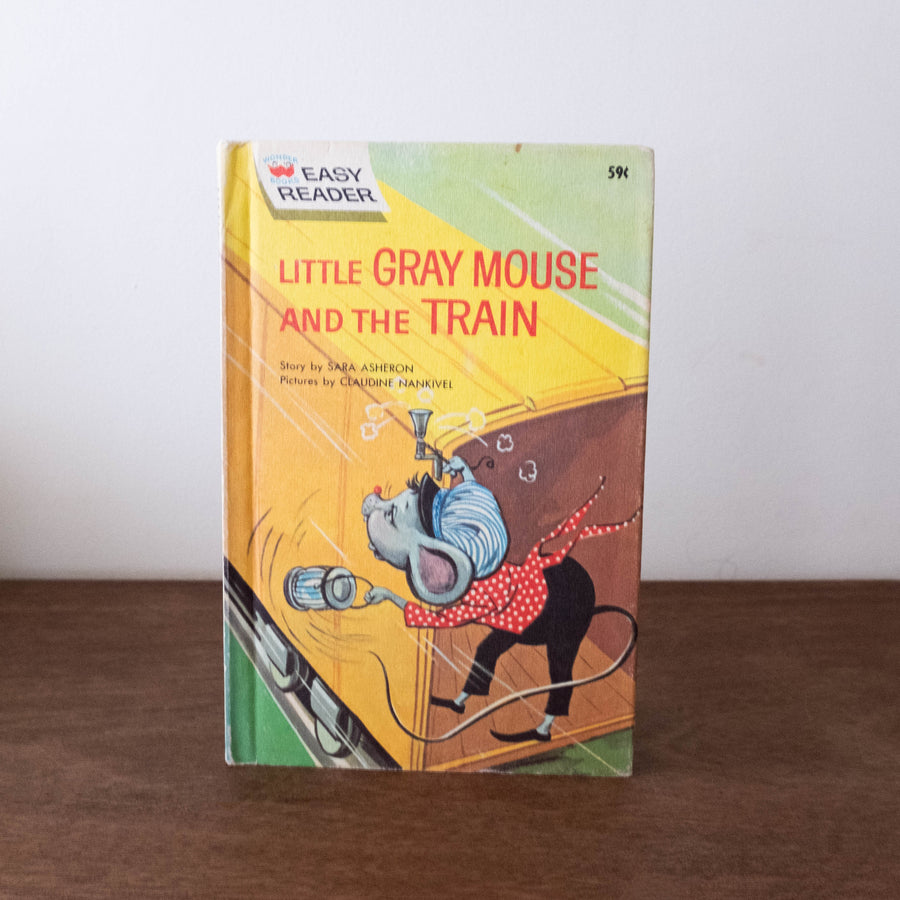 WONDER
BOOKS
EASY
READER
59¢
LITTLE GRAY MOUSE
AND THE TRAIN
Story by SARA ASHERON
Pictures by CLAUDINE NANKIVEL